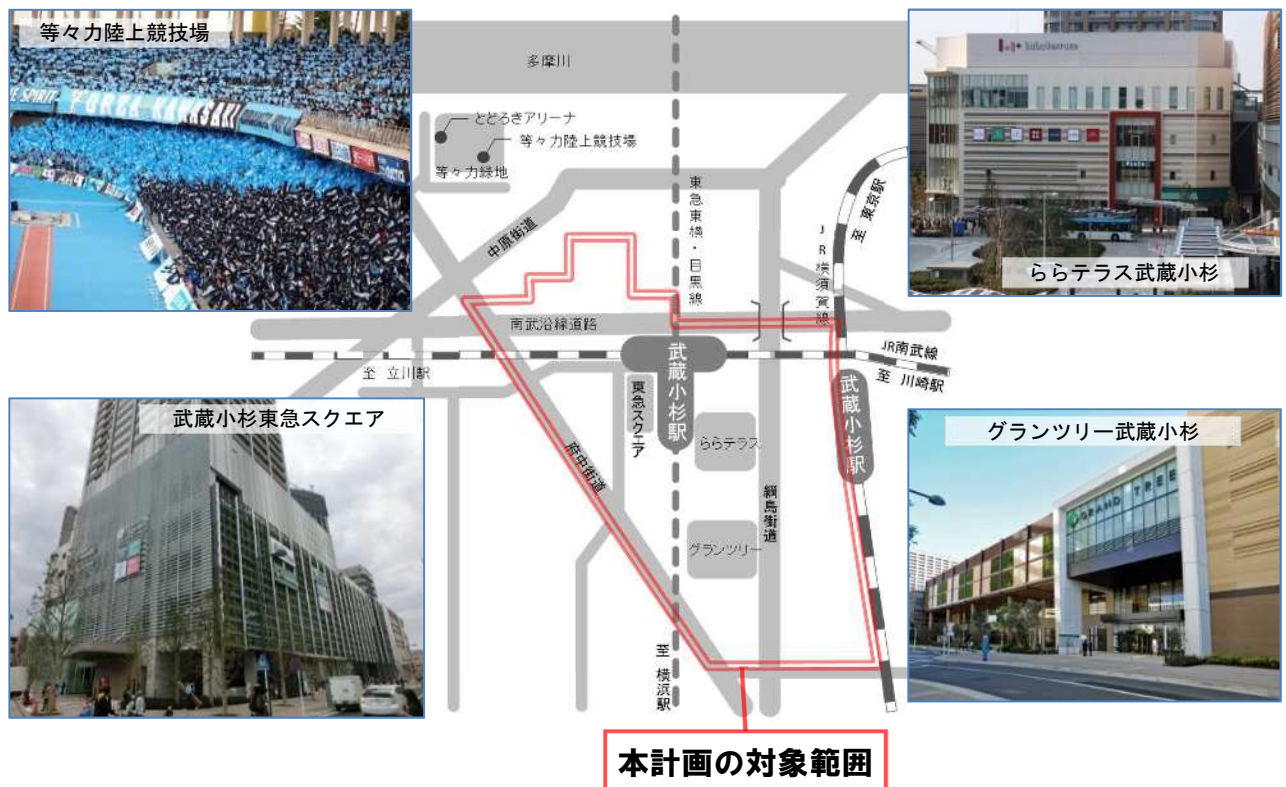 等々力陸上競技場
FORZA KAWASAKI
多摩川
とどろきアリーナ
等々力陸上競技場
等々力緑地
中原街道
東急東横・目黒線
JR横須賀線
至 東京駅
ららテラス武蔵小杉
南武沿線道路
JR南武線
至 立川駅
至 川崎駅
武蔵小杉駅
武蔵小杉駅
東急スクエア
ららテラス
府中街道
綱島街道
グランツリー
至 横浜駅
武蔵小杉東急スクエア
グランツリー武蔵小杉
GRAND TREE
本計画の対象範囲